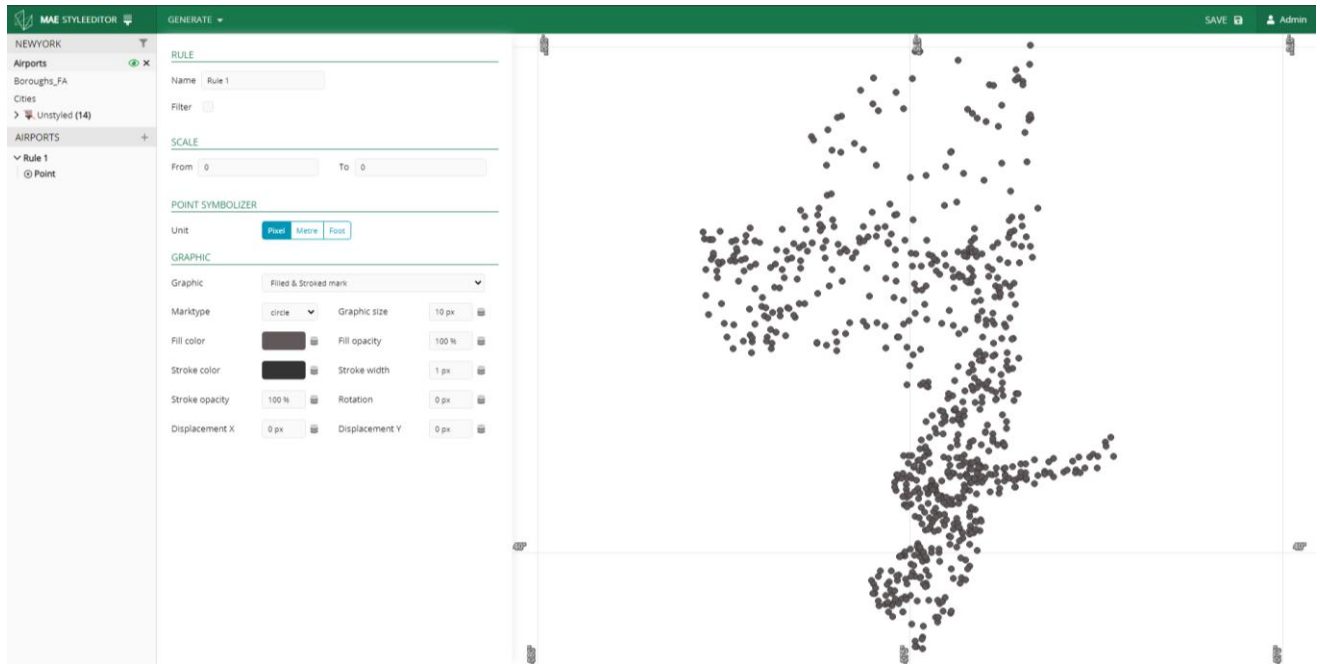 MAE STYLEEDITOR
GENERATE
SAVE
Admin
NEWYORK
Airports
Boroughs_FA
Cities
Unstyled (14)
AIRPORTS
Rule 1
Point
RULE
Name Rule 1
Filter
SCALE
From 0 To 0
POINT SYMBOLIZER
Unit Pixel Metre Foot
GRAPHIC
Graphic Filled & Stroked mark
Marktype circle Graphic size 10 px
Fill color Fill opacity 100 %
Stroke color Stroke width 1 px
Stroke opacity 100 % Rotation 0 px
Displacement X 0 px Displacement Y 0 px